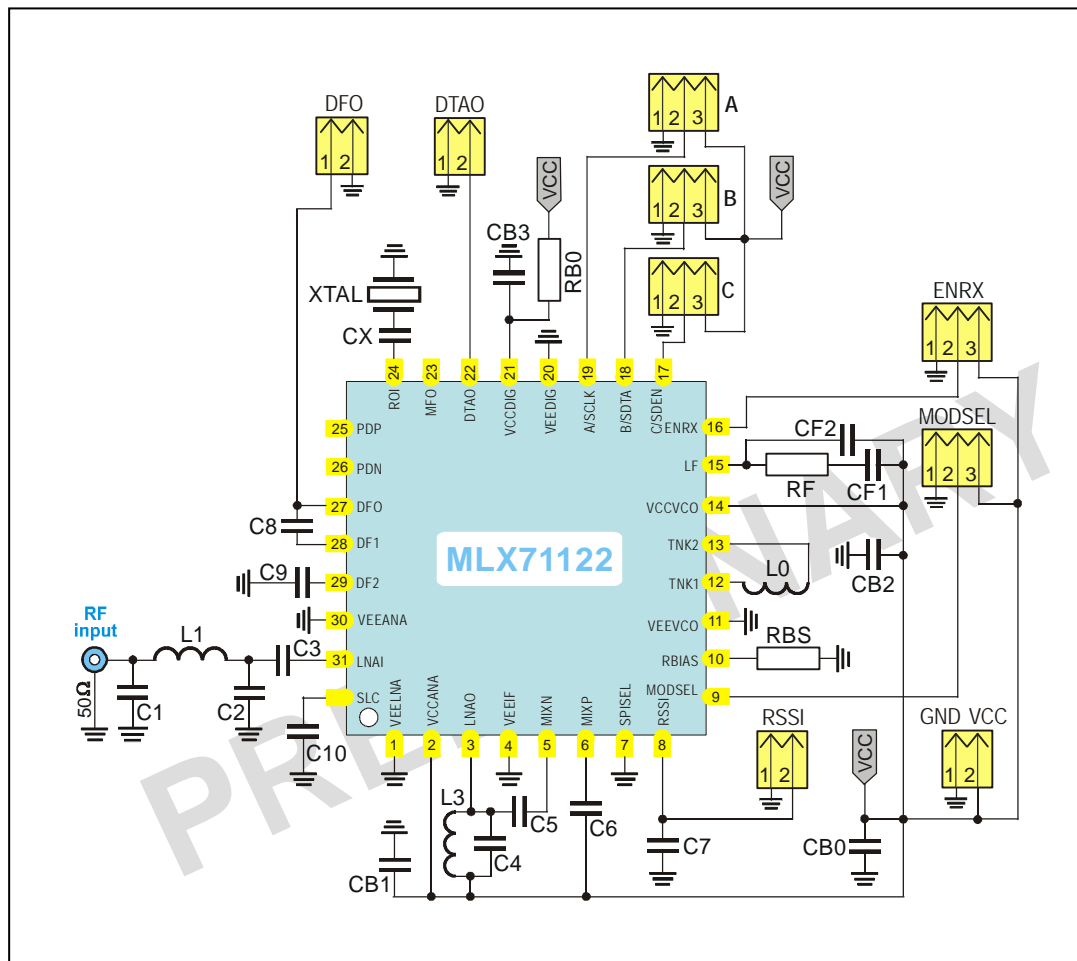 DFO
1 2
DTAO
1 2
A
1 2 3
B
1 2 3
C
1 2 3
VCC
VCC
CB3
RB0
XTAL
CX
ENRX
1 2 3
MODSEL
1 2 3
24 23 22 21 20 19 18 17
ROI MFO DTAO VCCDIG VEEDIG A/SCLK B/SDTA C/SDEN
25 PDP
26 PDN
27 DFO
28 DF1
29 DF2
30 VEEANA
31 LNAI
SLC
ENRX 16
LF 15
VCCVCO 14
TNK2 13
TNK1 12
VEEVCO 11
RBIAS 10
MODSEL 9
MLX71122
C8
C9
RF
input
50Ω
L1
C3
C1
C2
C10
CF2
RF
CF1
CB2
L0
RBS
VEELNA VCCANA LNAO VEEIF MIXN MIXP SPISEL RSSI
1 2 3 4 5 6 7 8
L3
C4
C5
C6
C7
CB1
RSSI
1 2
VCC
CB0
GND VCC
1 2
PRELIMINARY